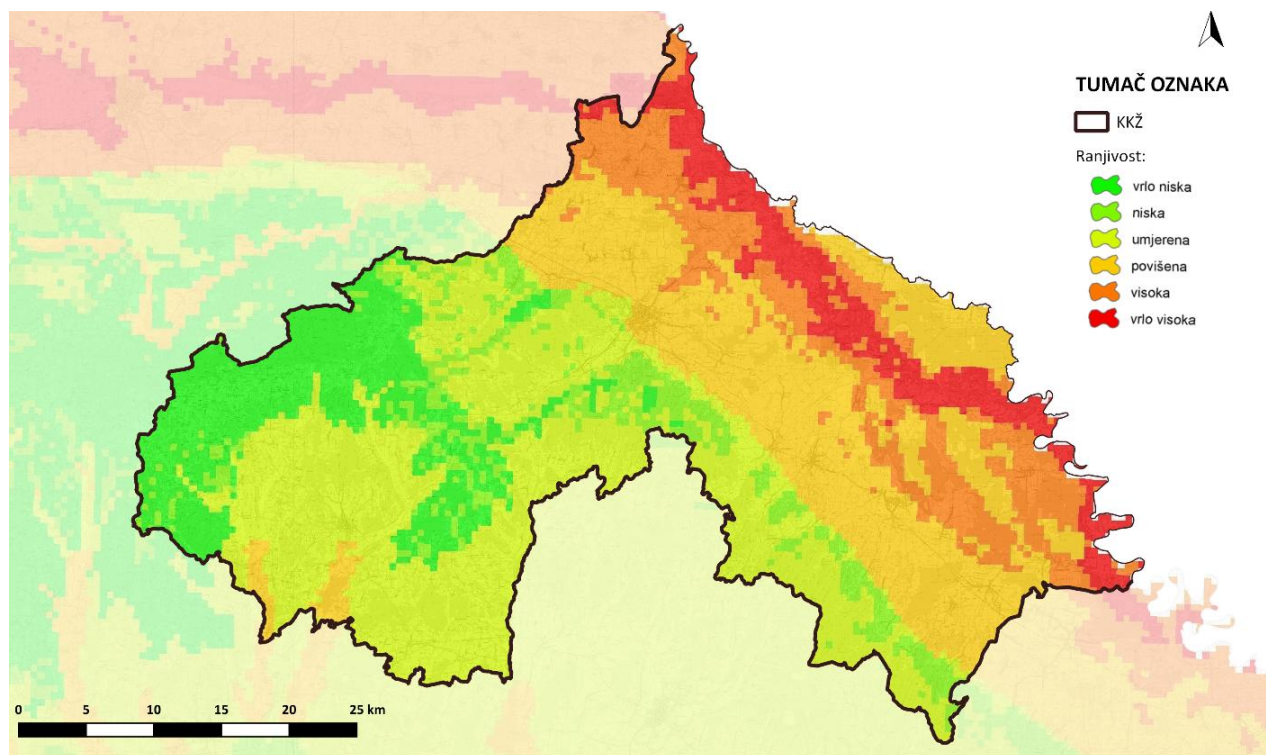 TUMAČ OZNAKA
KKŽ
Ranjivost:
vrlo niska
niska
umjerena
povišena
visoka
vrlo visoka
0 5 10 15 20 25 km